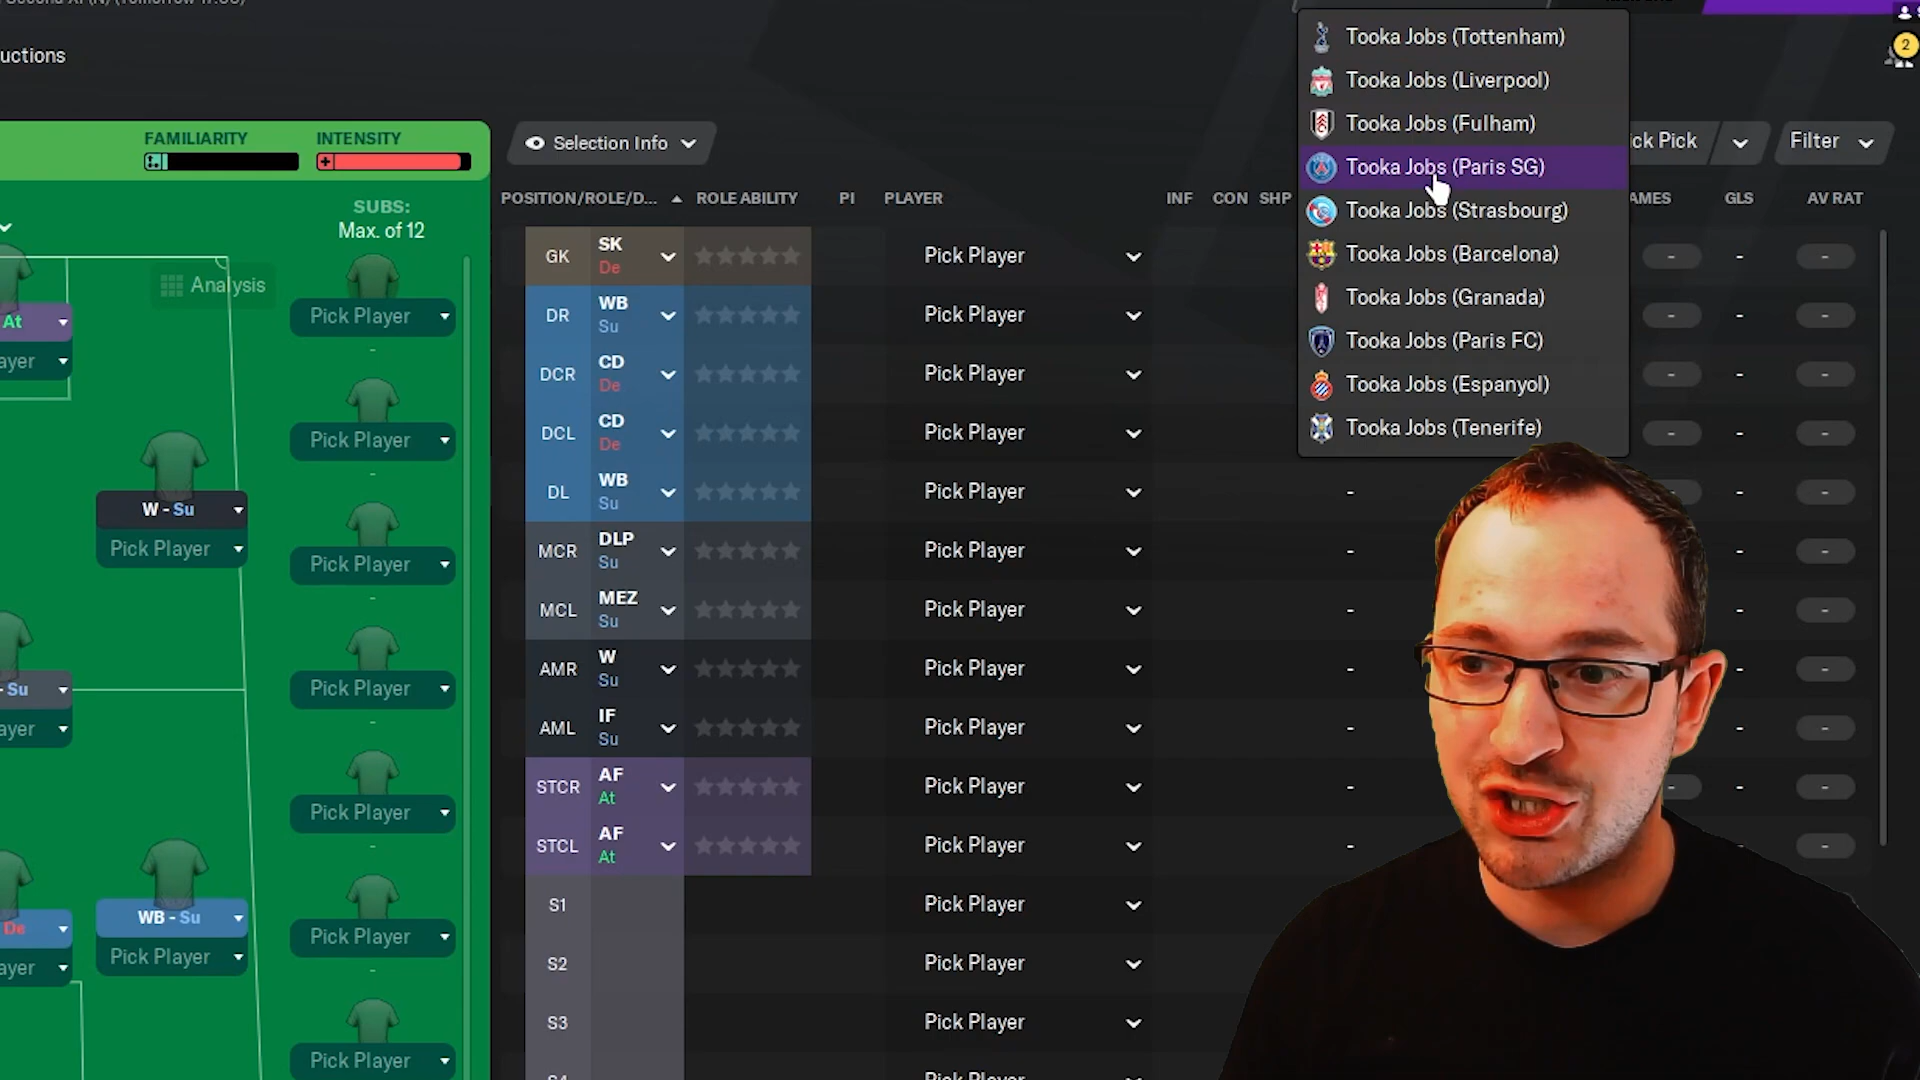 uctions
Tooka Jobs (Tottenham)
Tooka Jobs (Liverpool)
Tooka Jobs (Fulham)
Tooka Jobs (Paris SG)
Tooka Jobs (Strasbourg)
Tooka Jobs (Barcelona)
Tooka Jobs (Granada)
Tooka Jobs (Paris FC)
Tooka Jobs (Espanyol)
Tooka Jobs (Tenerife)
2
FAMILIARITY INTENSITY
Selection Info
ick Pick
Filter
SUBS:
Max. of 12
Analysis
At
ayer
W - Su
Pick Player
- Su
ayer
De
ayer
WB - Su
Pick Player
Pick Player
-
Pick Player
-
Pick Player
-
Pick Player
-
Pick Player
-
Pick Player
-
Pick Player
POSITION/ROLE/D... ROLE ABILITY PI PLAYER INF CON SHP AMES GLS AV RAT
GK SK De Pick Player - - -
DR WB Su Pick Player - - -
DCR CD De Pick Player - - -
DCL CD De Pick Player - - -
DL WB Su Pick Player - - -
MCR DLP Su Pick Player - - -
MCL MEZ Su Pick Player - - -
AMR W Su Pick Player - - -
AML IF Su Pick Player - - -
STCR AF At Pick Player - - - -
STCL AF At Pick Player - - -
S1 Pick Player
S2 Pick Player
S3 Pick Player